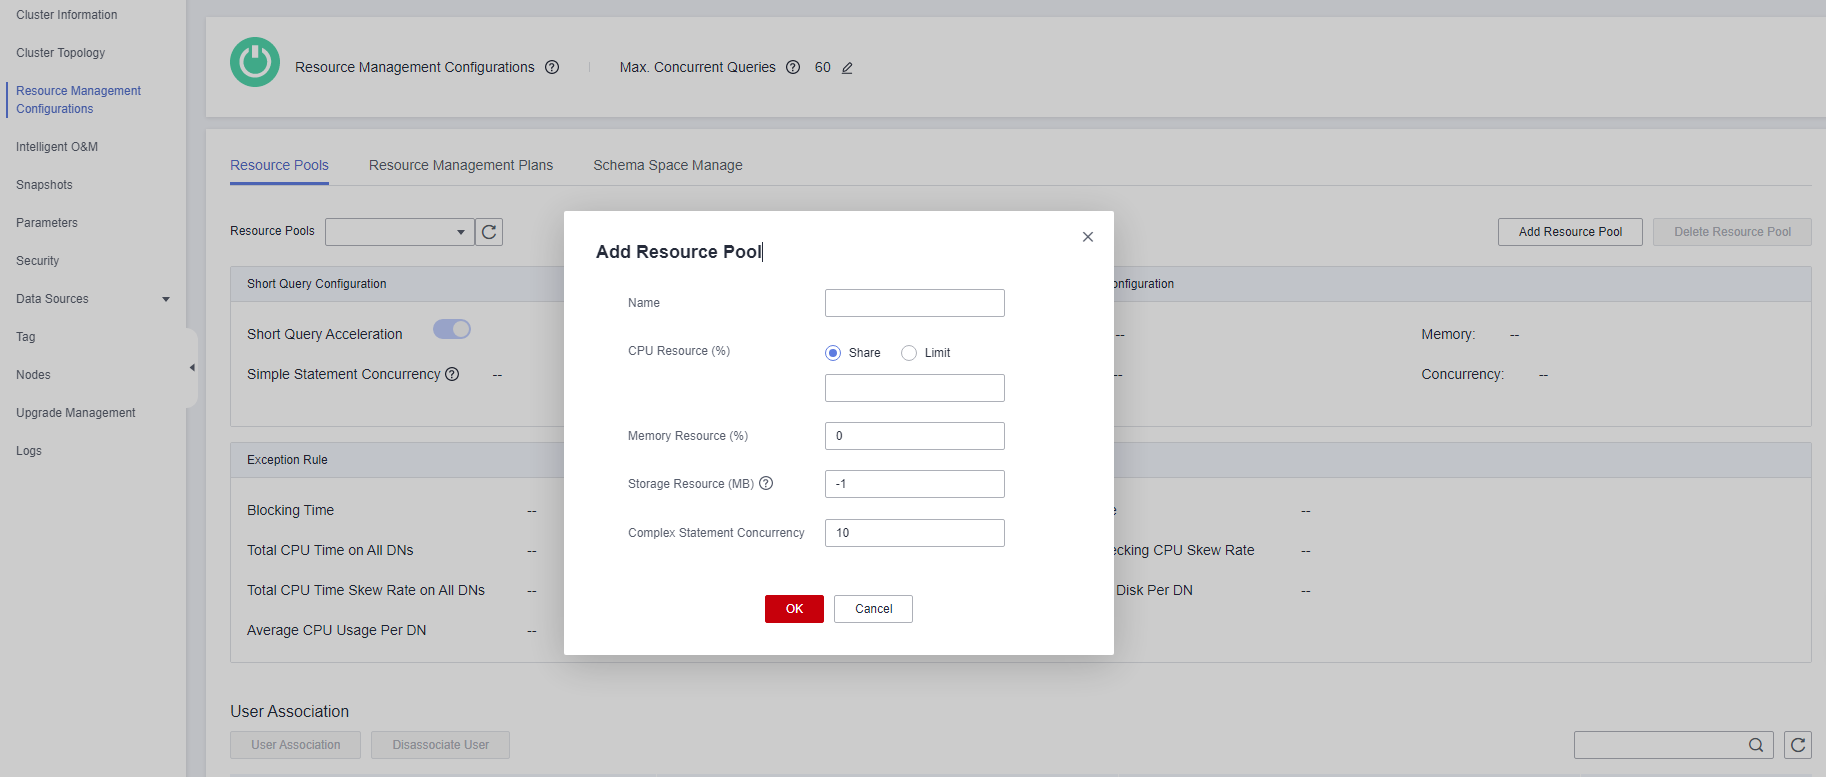 Cluster Information
Cluster Topology
Resource Management
Configurations
Intelligent O&M
Snapshots
Parameters
Security
Data Sources
Tag
Nodes
Upgrade Management
Logs
Resource Management Configurations
Max. Concurrent Queries 60
Resource Pools Resource Management Plans Schema Space Manage
Resource Pools
Add Resource Pool Delete Resource Pool
Short Query Configuration
onfiguration
Short Query Acceleration
-- Memory: --
Simple Statement Concurrency --
-- Concurrency: --
Exception Rule
Blocking Time --
--
Total CPU Time on All DNs --
ecking CPU Skew Rate --
Total CPU Time Skew Rate on All DNs --
Disk Per DN --
Average CPU Usage Per DN --
Add Resource Pool
Name
CPU Resource (%) Share Limit
Memory Resource (%) 0
Storage Resource (MB) -1
Complex Statement Concurrency 10
OK Cancel
User Association
User Association Disassociate User